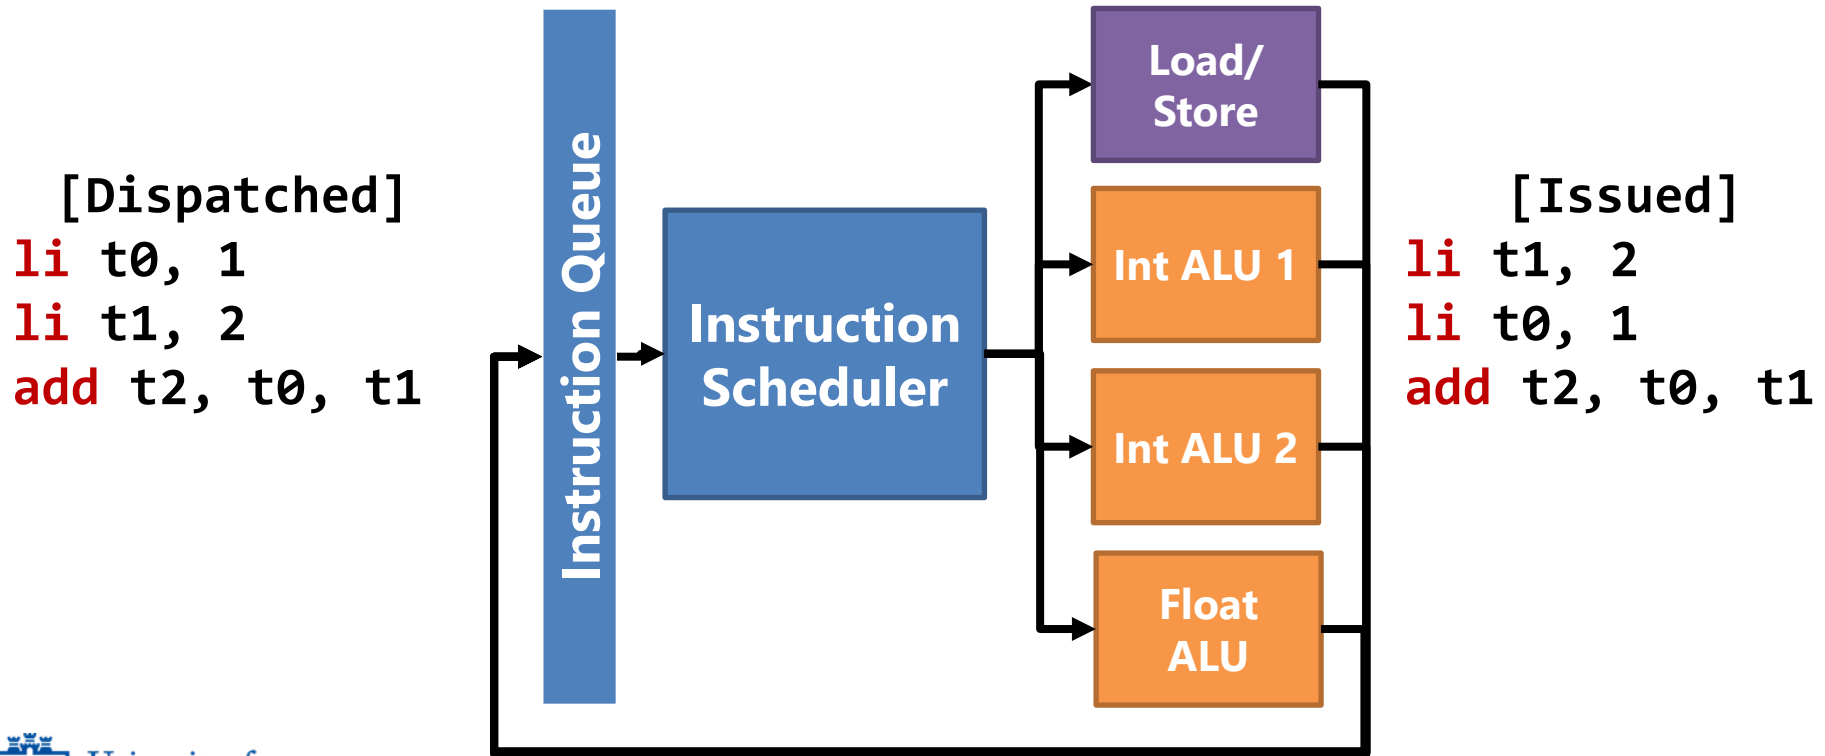 [Dispatched]
li t0, 1
li t1, 2
add t2, t0, t1
Instruction Queue
Instruction
Scheduler
Load/
Store
Int ALU 1
Int ALU 2
Float
ALU
[Issued]
li t1, 2
li t0, 1
add t2, t0, t1